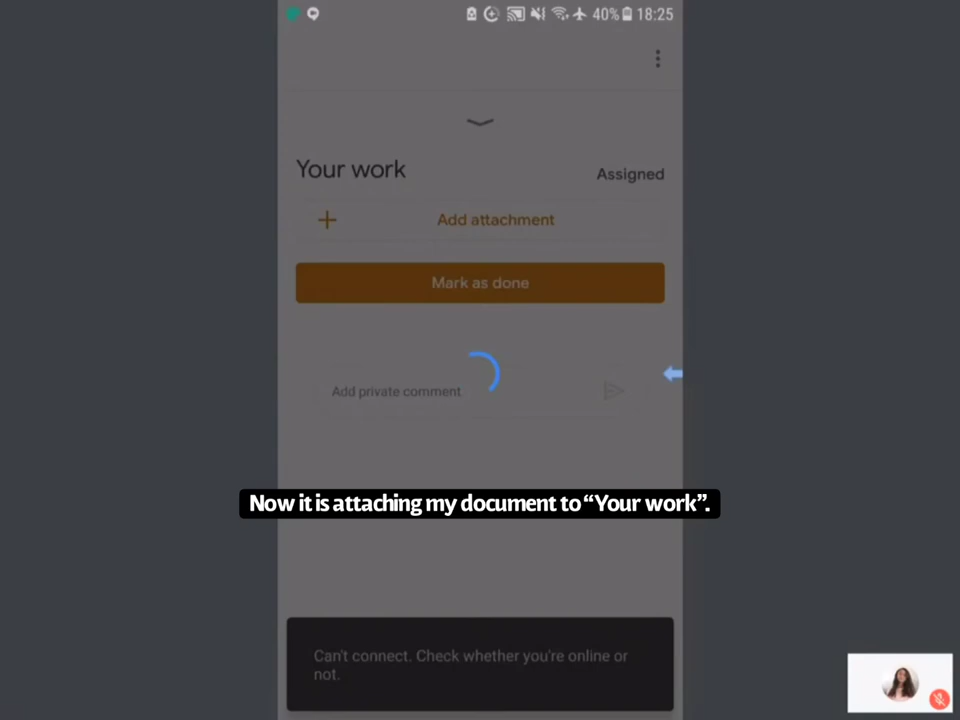 40% 18:25
Your work
Assigned
+ Add attachment
Mark as done
Add private comment
Now it is attaching my document to “Your work”.
Can't connect. Check whether you're online or
not.